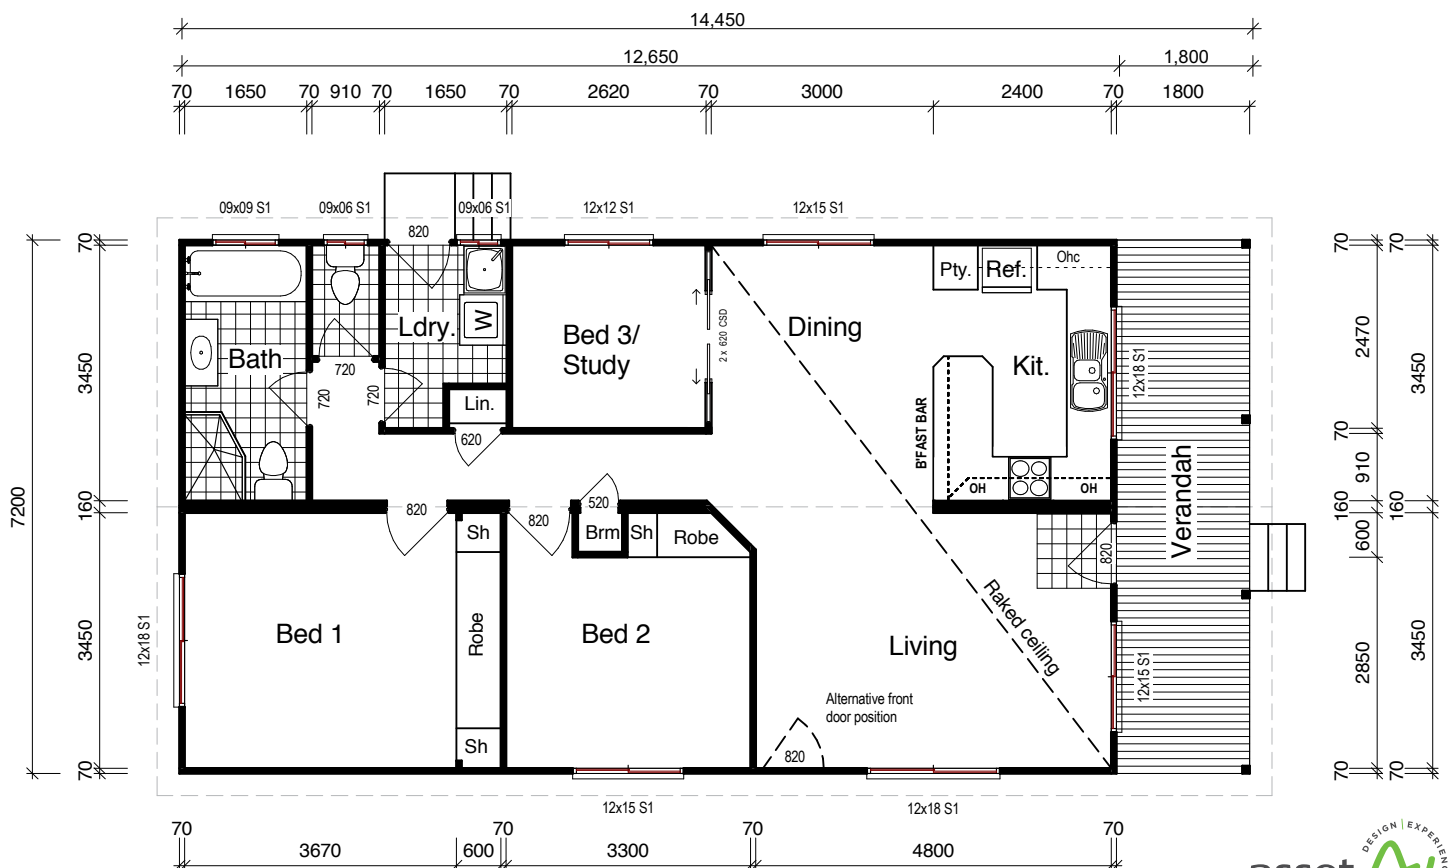 14,450
12,650 1,800
70 1650 70 910 70 1650 70 2620 70 3000 2400 70 1800
09x09 S1 09x06 S1 09x06 S1 12x12 S1 12x15 S1
820
70 70 70
Pty. Ref. Ohc
W
Ldry.
Bed 3/
Study
2 x 620 CSD
Dining
Bath
720
720
720
Kit.
12x18 S1
3450 2470 3450
Lin.
620
B'FAST BAR
Verandah
70
910
OH OH
7200
160 160 160
820 820 520
Sh Brm Sh Robe
820
600
Raked ceiling
Bed 1 Robe Bed 2 Living
12x18 S1
12x15 S1
3450 2850 3450
Alternative front
door position
Sh
820
70 70 70
12x15 S1 12x18 S1
70 70 70 70
3670 600 3300 4800
DESIGN | EXPERIENC
asset